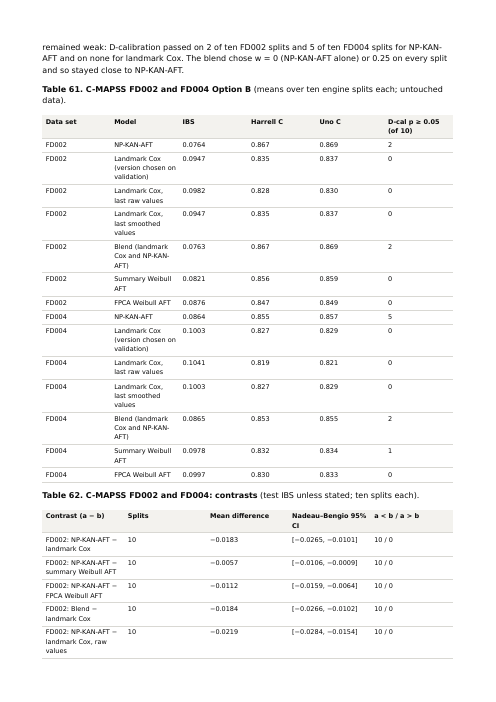 remained weak: D-calibration passed on 2 of ten FD002 splits and 5 of ten FD004 splits for NP-KAN-
AFT and on none for landmark Cox. The blend chose w = 0 (NP-KAN-AFT alone) or 0.25 on every split
and so stayed close to NP-KAN-AFT.
Table 61. C-MAPSS FD002 and FD004 Option B (means over ten engine splits each; untouched
data).
Data set Model IBS Harrell C Uno C D-cal p ≥ 0.05
(of 10)
FD002 NP-KAN-AFT 0.0764 0.867 0.869 2
FD002 Landmark Cox 0.0947 0.835 0.837 0
(version chosen on
validation)
FD002 Landmark Cox, 0.0982 0.828 0.830 0
last raw values
FD002 Landmark Cox, 0.0947 0.835 0.837 0
last smoothed
values
FD002 Blend (landmark 0.0763 0.867 0.869 2
Cox and NP-KAN-
AFT)
FD002 Summary Weibull 0.0821 0.856 0.859 0
AFT
FD002 FPCA Weibull AFT 0.0876 0.847 0.849 0
FD004 NP-KAN-AFT 0.0864 0.855 0.857 5
FD004 Landmark Cox 0.1003 0.827 0.829 0
(version chosen on
validation)
FD004 Landmark Cox, 0.1041 0.819 0.821 0
last raw values
FD004 Landmark Cox, 0.1003 0.827 0.829 0
last smoothed
values
FD004 Blend (landmark 0.0865 0.853 0.855 2
Cox and NP-KAN-
AFT)
FD004 Summary Weibull 0.0978 0.832 0.834 1
AFT
FD004 FPCA Weibull AFT 0.0997 0.830 0.833 0
Table 62. C-MAPSS FD002 and FD004: contrasts (test IBS unless stated; ten splits each).
Contrast (a − b) Splits Mean difference Nadeau–Bengio 95% a < b / a > b
CI
FD002: NP-KAN-AFT − 10 −0.0183 [−0.0265, −0.0101] 10 / 0
landmark Cox
FD002: NP-KAN-AFT − 10 −0.0057 [−0.0106, −0.0009] 10 / 0
summary Weibull AFT
FD002: NP-KAN-AFT − 10 −0.0112 [−0.0159, −0.0064] 10 / 0
FPCA Weibull AFT
FD002: Blend − 10 −0.0184 [−0.0266, −0.0102] 10 / 0
landmark Cox
FD002: NP-KAN-AFT − 10 −0.0219 [−0.0284, −0.0154] 10 / 0
landmark Cox, raw
values